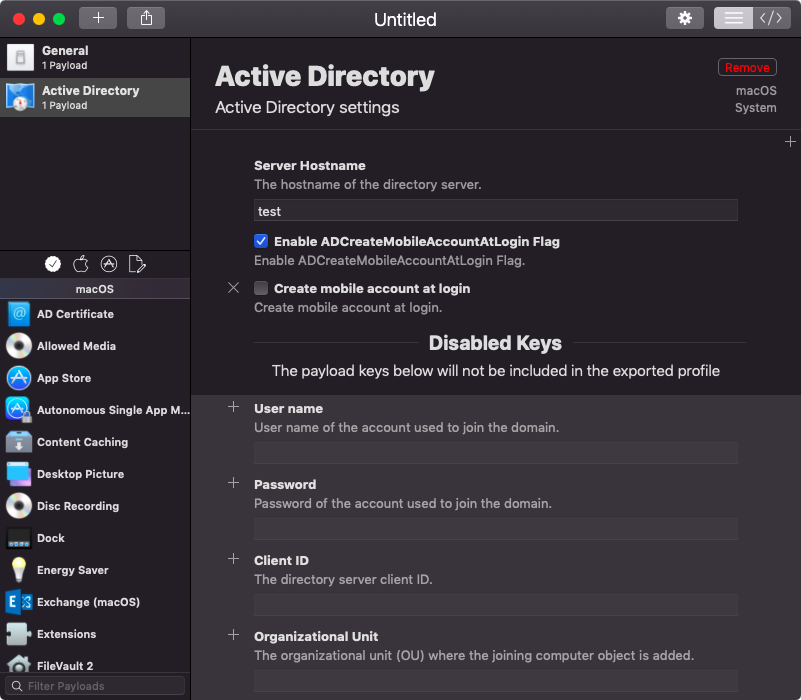 Untitled
General
1 Payload
Active Directory
1 Payload
macOS
AD Certificate
Allowed Media
App Store
Autonomous Single App M...
Content Caching
Desktop Picture
Disc Recording
Dock
Energy Saver
Exchange (macOS)
Extensions
FileVault 2
Filter Payloads
Active Directory
Active Directory settings
Remove
macOS
System
Server Hostname
The hostname of the directory server.
test
Enable ADCreateMobileAccountAtLogin Flag
Enable ADCreateMobileAccountAtLogin Flag.
Create mobile account at login
Create mobile account at login.
Disabled Keys
The payload keys below will not be included in the exported profile
User name
User name of the account used to join the domain.
Password
Password of the account used to join the domain.
Client ID
The directory server client ID.
Organizational Unit
The organizational unit (OU) where the joining computer object is added.